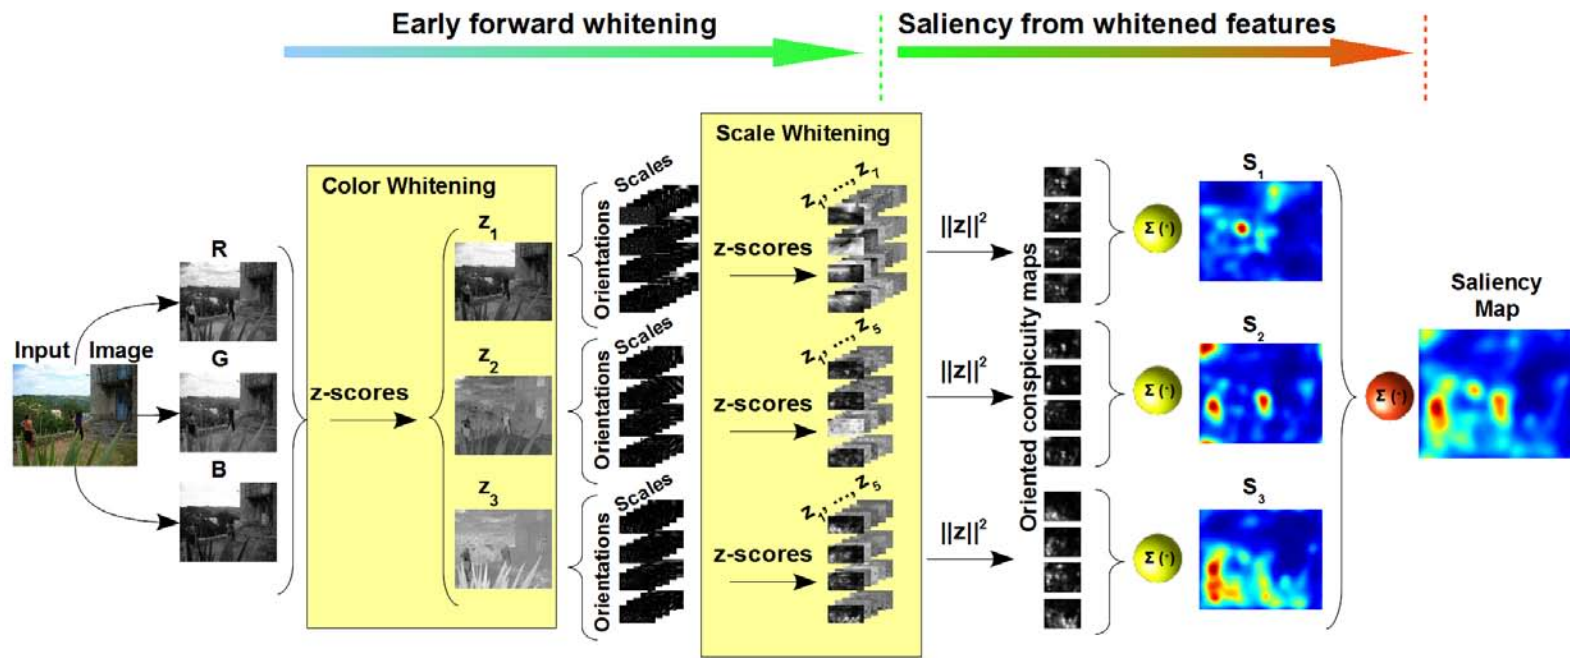 Early forward whitening
Saliency from whitened features
Input Image
R
G
B
Color Whitening
z-scores
z1
z2
z3
Scales
Orientations
Scales
Orientations
Scales
Orientations
Scale Whitening
z1, ..., z7
z-scores
z1, ..., z5
z-scores
z1, ..., z5
z-scores
||z||²
||z||²
||z||²
Oriented conspicuity maps
Σ (·)
Σ (·)
Σ (·)
S1
S2
S3
Σ (·)
Saliency
Map